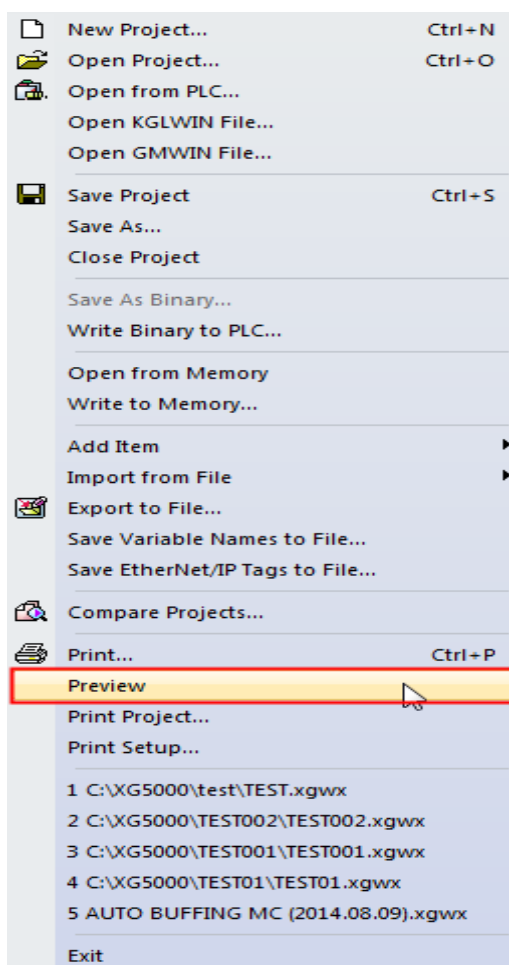 New Project... Ctrl+N
Open Project... Ctrl+O
Open from PLC...
Open KGLWIN File...
Open GMWIN File...
Save Project Ctrl+S
Save As...
Close Project
Save As Binary...
Write Binary to PLC...
Open from Memory
Write to Memory...
Add Item
Import from File
Export to File...
Save Variable Names to File...
Save EtherNet/IP Tags to File...
Compare Projects...
Print... Ctrl+P
Preview
Print Project...
Print Setup...
1 C:\XG5000\test\TEST.xgwx
2 C:\XG5000\TEST002\TEST002.xgwx
3 C:\XG5000\TEST001\TEST001.xgwx
4 C:\XG5000\TEST01\TEST01.xgwx
5 AUTO BUFFING MC (2014.08.09).xgwx
Exit